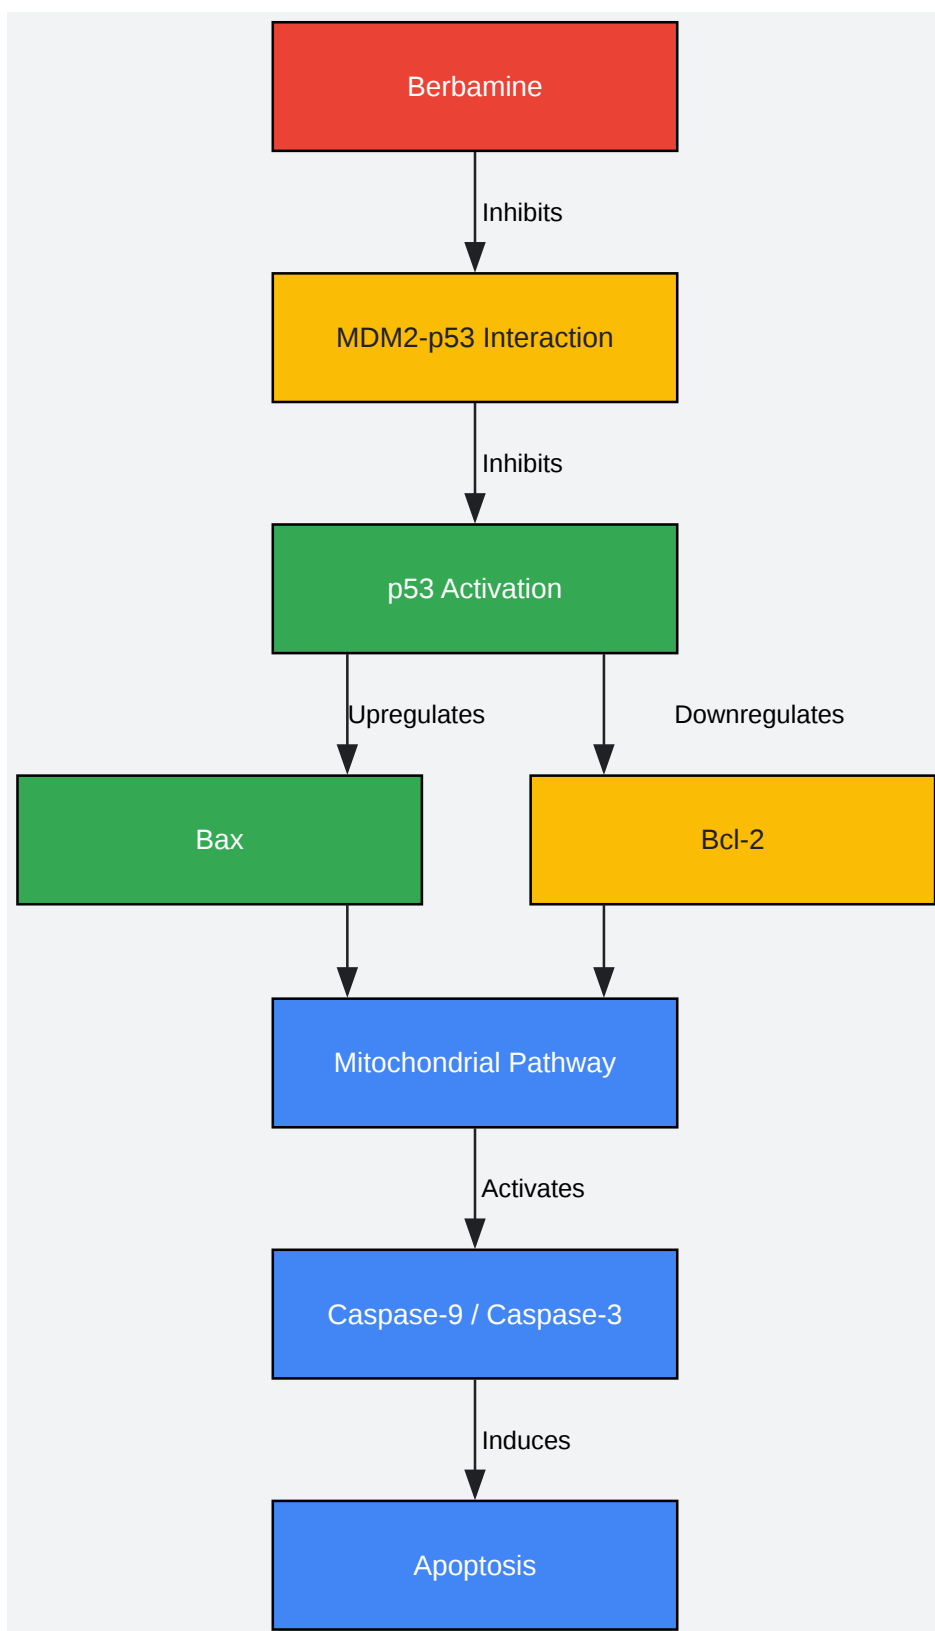 Berbamine
Inhibits
MDM2-p53 Interaction
Inhibits
p53 Activation
Upregulates
Downregulates
Bax
Bcl-2
Mitochondrial Pathway
Activates
Caspase-9 / Caspase-3
Induces
Apoptosis